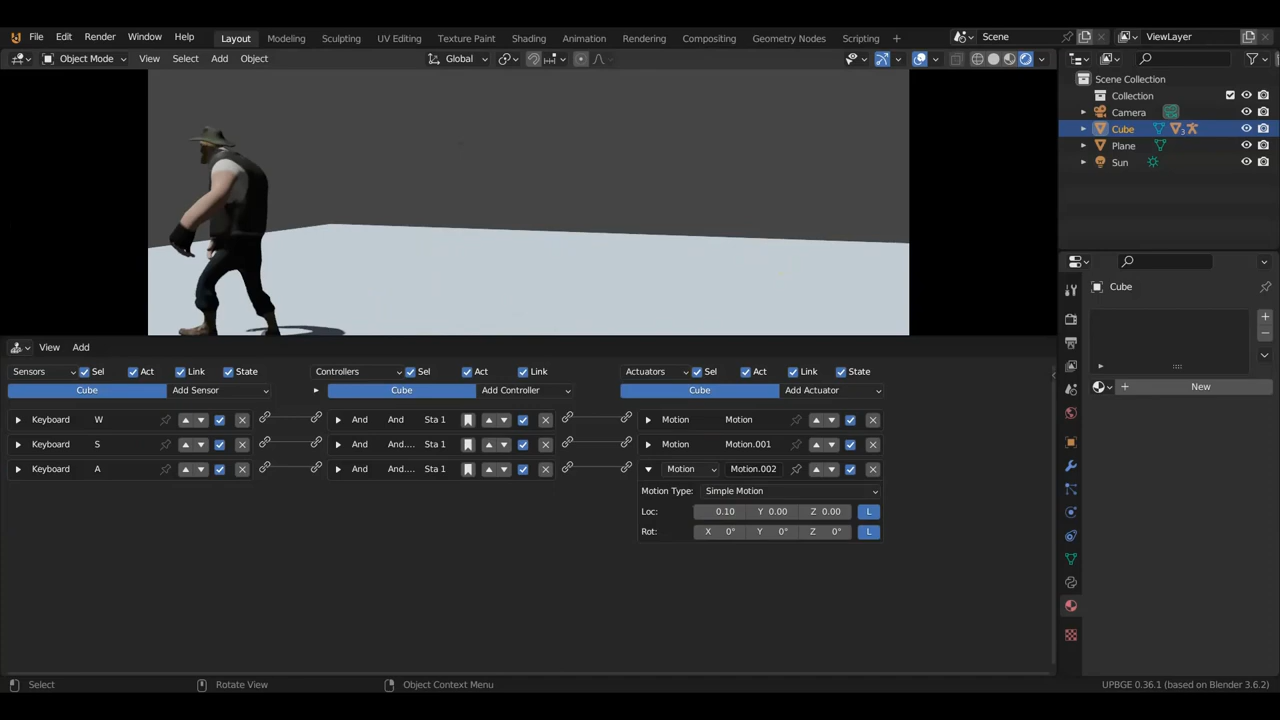 File Object Render Window Help Layout Modeling Sculpting UV Editing Texture Paint Shading Animation Rendering Compositing Geometry Nodes Scripting + Scene ViewLayer
Object Mode View Select Add Object Global
Scene Collection
Collection
Camera
Cube 3
Plane
Sun
Cube
+ New
View Add
Sensors Sel Act Link State Controllers Sel Act Link Actuators Sel Act Link State
Cube Add Sensor Cube Add Controller Cube Add Actuator
Keyboard W And And Sta 1 Motion Motion
Keyboard S And And.... Sta 1 Motion Motion.001
Keyboard A And And.... Sta 1 Motion Motion.002
Motion Type: Simple Motion
Loc: 0.10 Y 0.00 Z 0.00 L
Rot: X 0° Y 0° Z 0° L
Select Rotate View Object Context Menu UPBGE 0.36.1 (based on Blender 3.6.2)